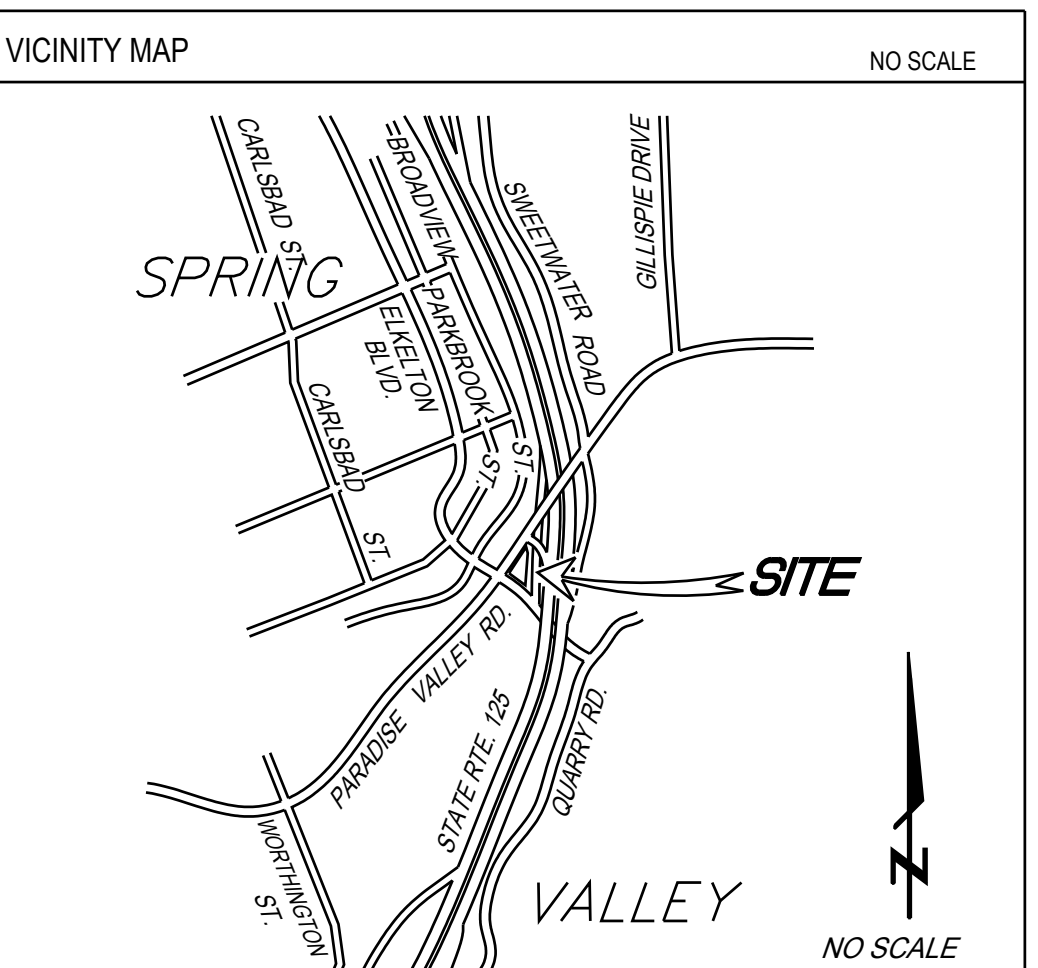 VICINITY MAP
NO SCALE
CARLSBAD ST.
=BROADVIEW
SWEETWATER ROAD
GILLISPIE DRIVE
SPRING
ELKELTON
BLVD.
PARKBROOK
CARLSBAD
ST.
ST.
ST.
SITE
PARADISE VALLEY RD.
STATE RTE. 125
QUARRY RD.
WORTHINGTON
ST.
VALLEY
N
NO SCALE